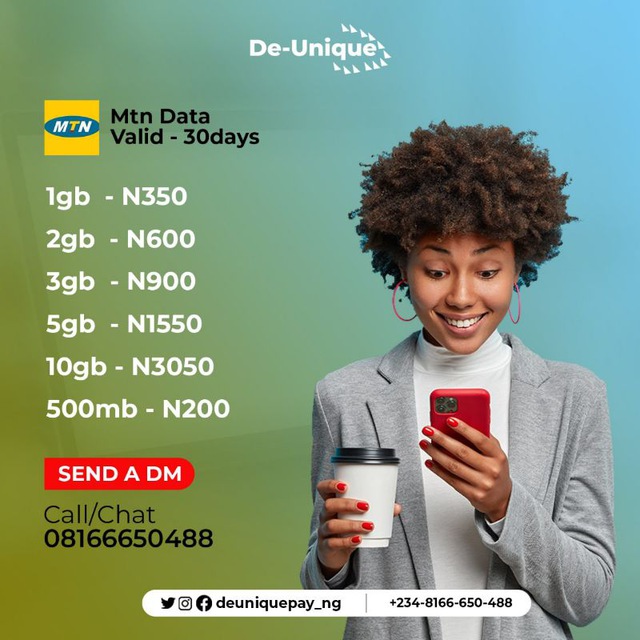 De-Unique
MTN
Mtn Data
Valid - 30days
1gb - N350
2gb - N600
3gb - N900
5gb - N1550
10gb - N3050
500mb - N200
SEND A DM
Call/Chat
08166650488
deuniquepay_ng
+234-8166-650-488